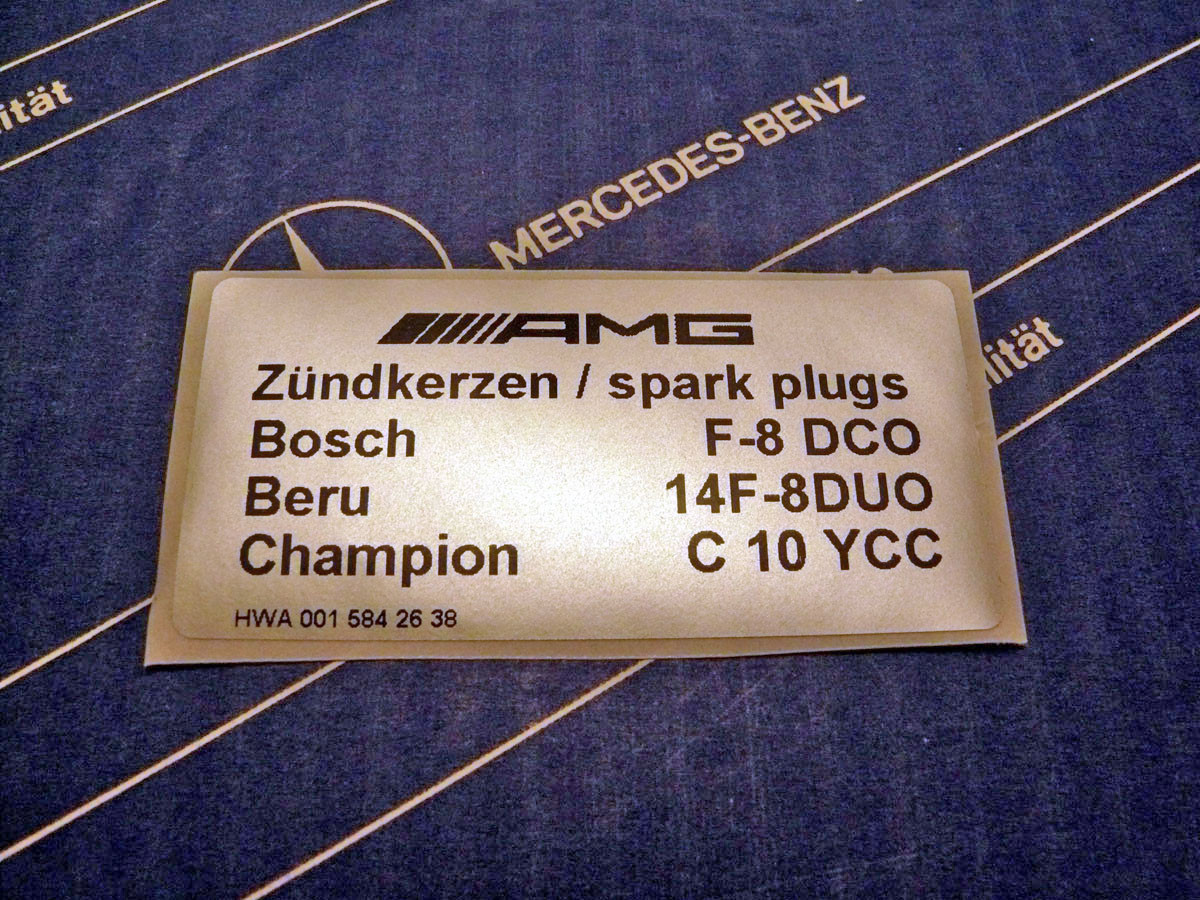 ität
MERCEDES-BENZ
ität
AMG
Zündkerzen / spark plugs
Bosch F-8 DCO
Beru 14F-8DUO
Champion C 10 YCC
HWA 001 584 26 38